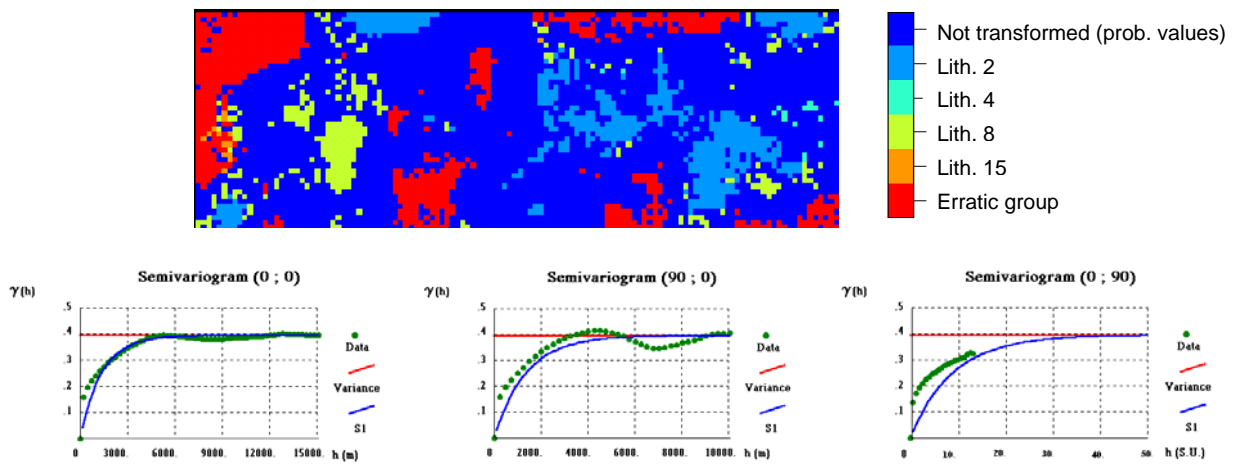 Not transformed (prob. values)
Lith. 2
Lith. 4
Lith. 8
Lith. 15
Erratic group
Semivariogram (0 ; 0)
γ(h)
.5
.4
.3
.2
.1
0 3000. 6000. 9000. 12000. 15000. h (m)
Data
Variance
S1
Semivariogram (90 ; 0)
γ(h)
.5
.4
.3
.2
.1
0 2000. 4000. 6000. 8000. 10000. h (m)
Data
Variance
S1
Semivariogram (0 ; 90)
γ(h)
.5
.4
.3
.2
.1
0 10. 20. 30. 40. 50. h (S.U.)
Data
Variance
S1